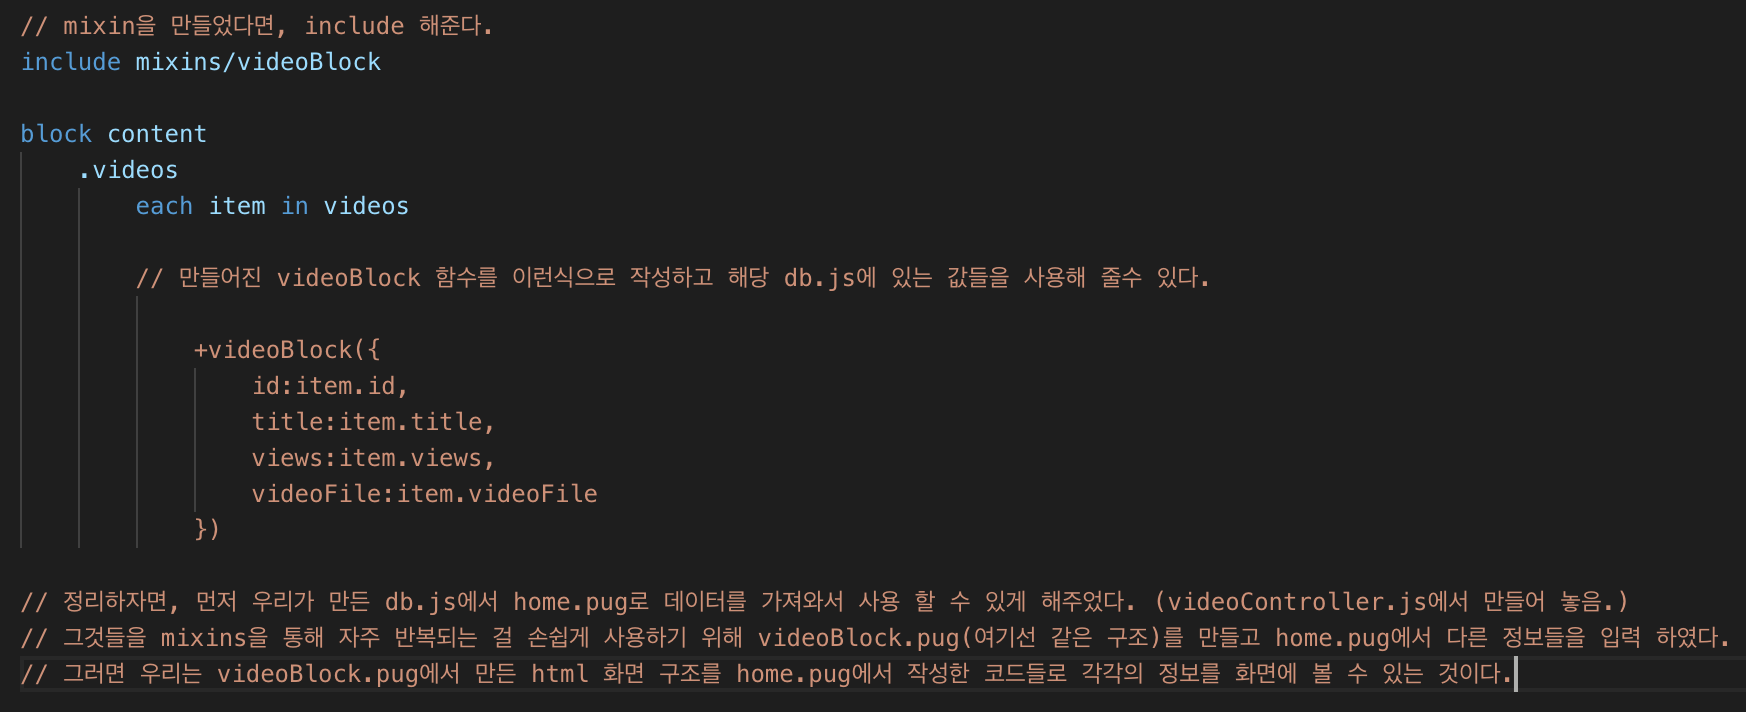 // mixin을 만들었다면, include 해준다.
include mixins/videoBlock
block content
.videos
each item in videos
// 만들어진 videoBlock 함수를 이런식으로 작성하고 해당 db.js에 있는 값들을 사용해 줄수 있다.
+videoBlock({
id:item.id,
title:item.title,
views:item.views,
videoFile:item.videoFile
})
// 정리하자면, 먼저 우리가 만든 db.js에서 home.pug로 데이터를 가져와서 사용 할 수 있게 해주었다. (videoController.js에서 만들어 놓음.)
// 그것들을 mixins을 통해 자주 반복되는 걸 손쉽게 사용하기 위해 videoBlock.pug(여기선 같은 구조)를 만들고 home.pug에서 다른 정보들을 입력 하였다.
// 그러면 우리는 videoBlock.pug에서 만든 html 화면 구조를 home.pug에서 작성한 코드들로 각각의 정보를 화면에 볼 수 있는 것이다.